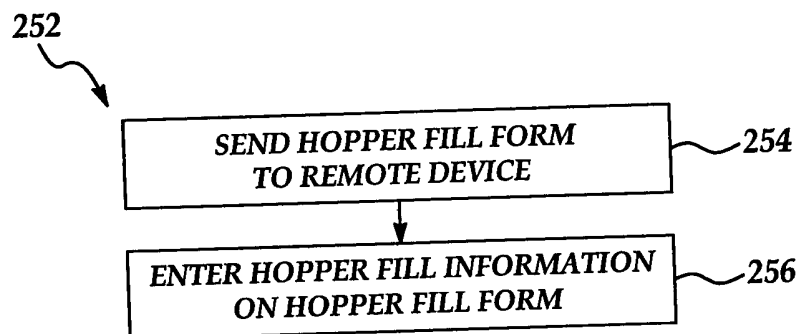 252
SEND HOPPER FILL FORM
TO REMOTE DEVICE
254
ENTER HOPPER FILL INFORMATION
ON HOPPER FILL FORM
256